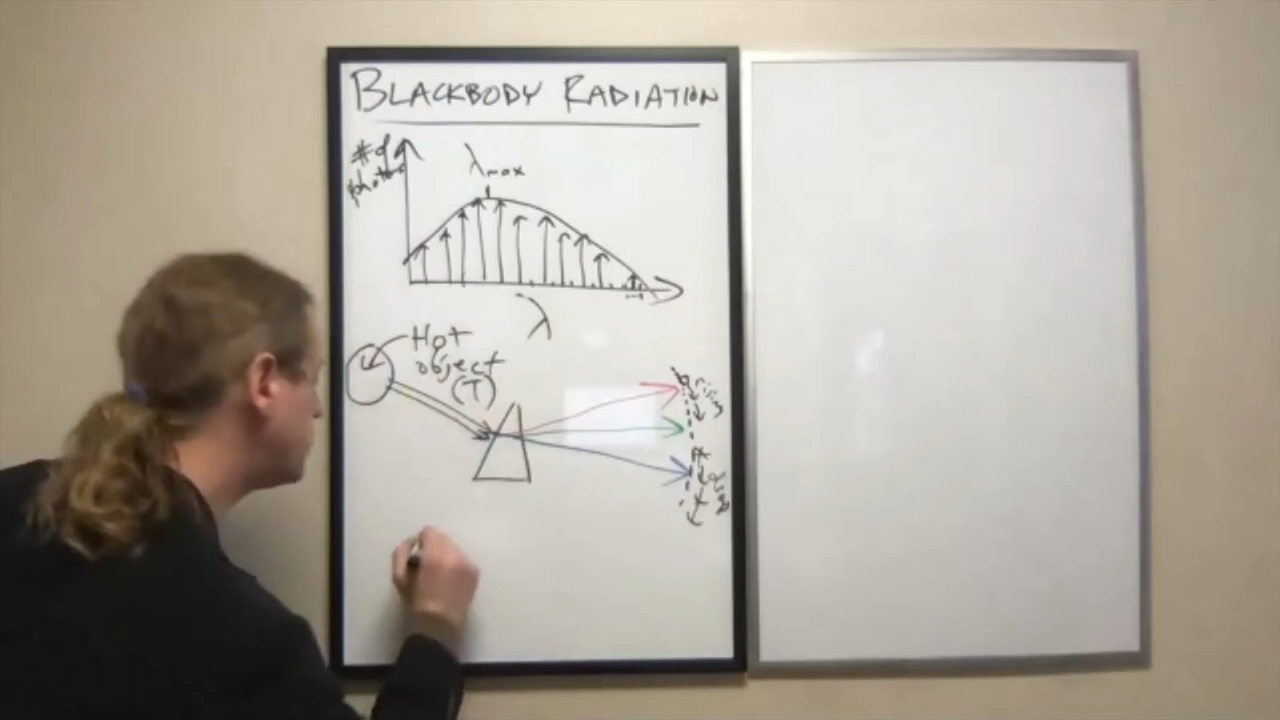 BLACKBODY RADIATION
# of
photons
λmax
λ
Hot
object
(T)